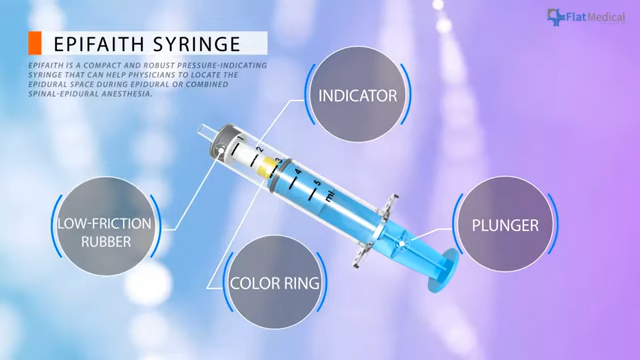 FlatMedical
EPIFAITH SYRINGE
EPIFAITH IS A COMPACT AND ROBUST PRESSURE-INDICATING
SYRINGE THAT CAN HELP PHYSICIANS TO LOCATE THE
EPIDURAL SPACE DURING EPIDURAL OR COMBINED
SPINAL-EPIDURAL ANESTHESIA.
INDICATOR
1
2
3
4
5
ml
LOW-FRICTION
RUBBER
PLUNGER
COLOR RING